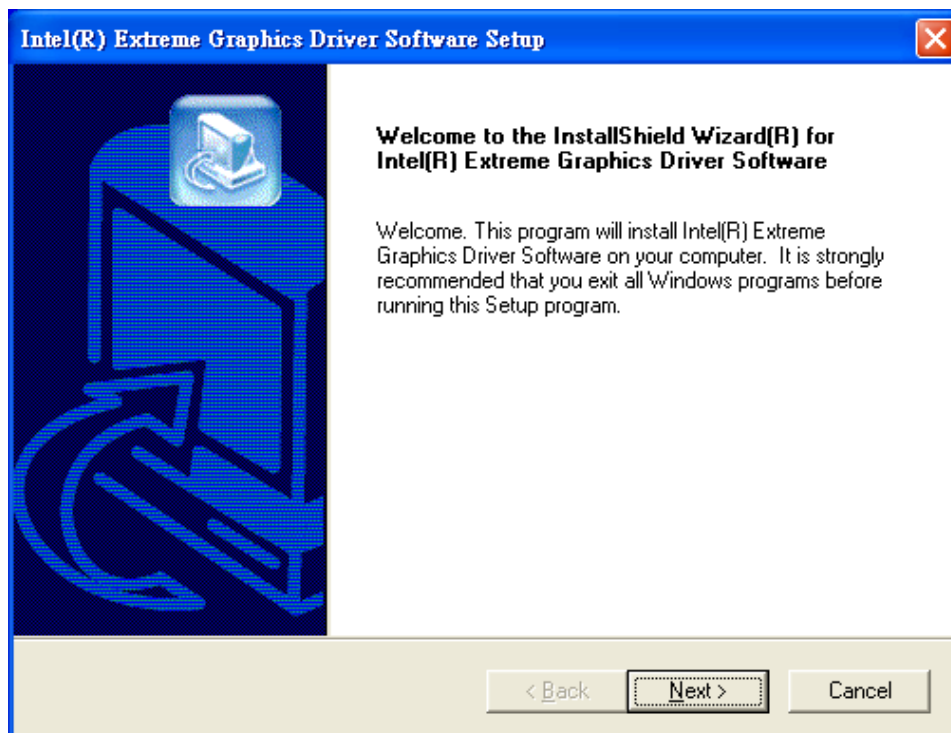 Intel(R) Extreme Graphics Driver Software Setup
Welcome to the InstallShield Wizard(R) for
Intel(R) Extreme Graphics Driver Software
Welcome. This program will install Intel(R) Extreme
Graphics Driver Software on your computer.  It is strongly
recommended that you exit all Windows programs before
running this Setup program.
< Back
Next >
Cancel